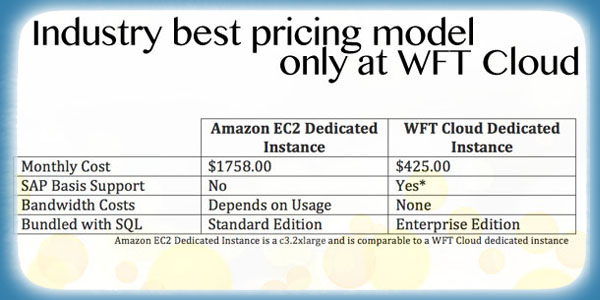 Industry best pricing model
only at WFT Cloud
Amazon EC2 Dedicated Instance WFT Cloud Dedicated Instance
Monthly Cost $1758.00 $425.00
SAP Basis Support No Yes*
Bandwidth Costs Depends on Usage None
Bundled with SQL Standard Edition Enterprise Edition
Amazon EC2 Dedicated Instance is a c3.2xlarge and is comparable to a WFT Cloud dedicated instance